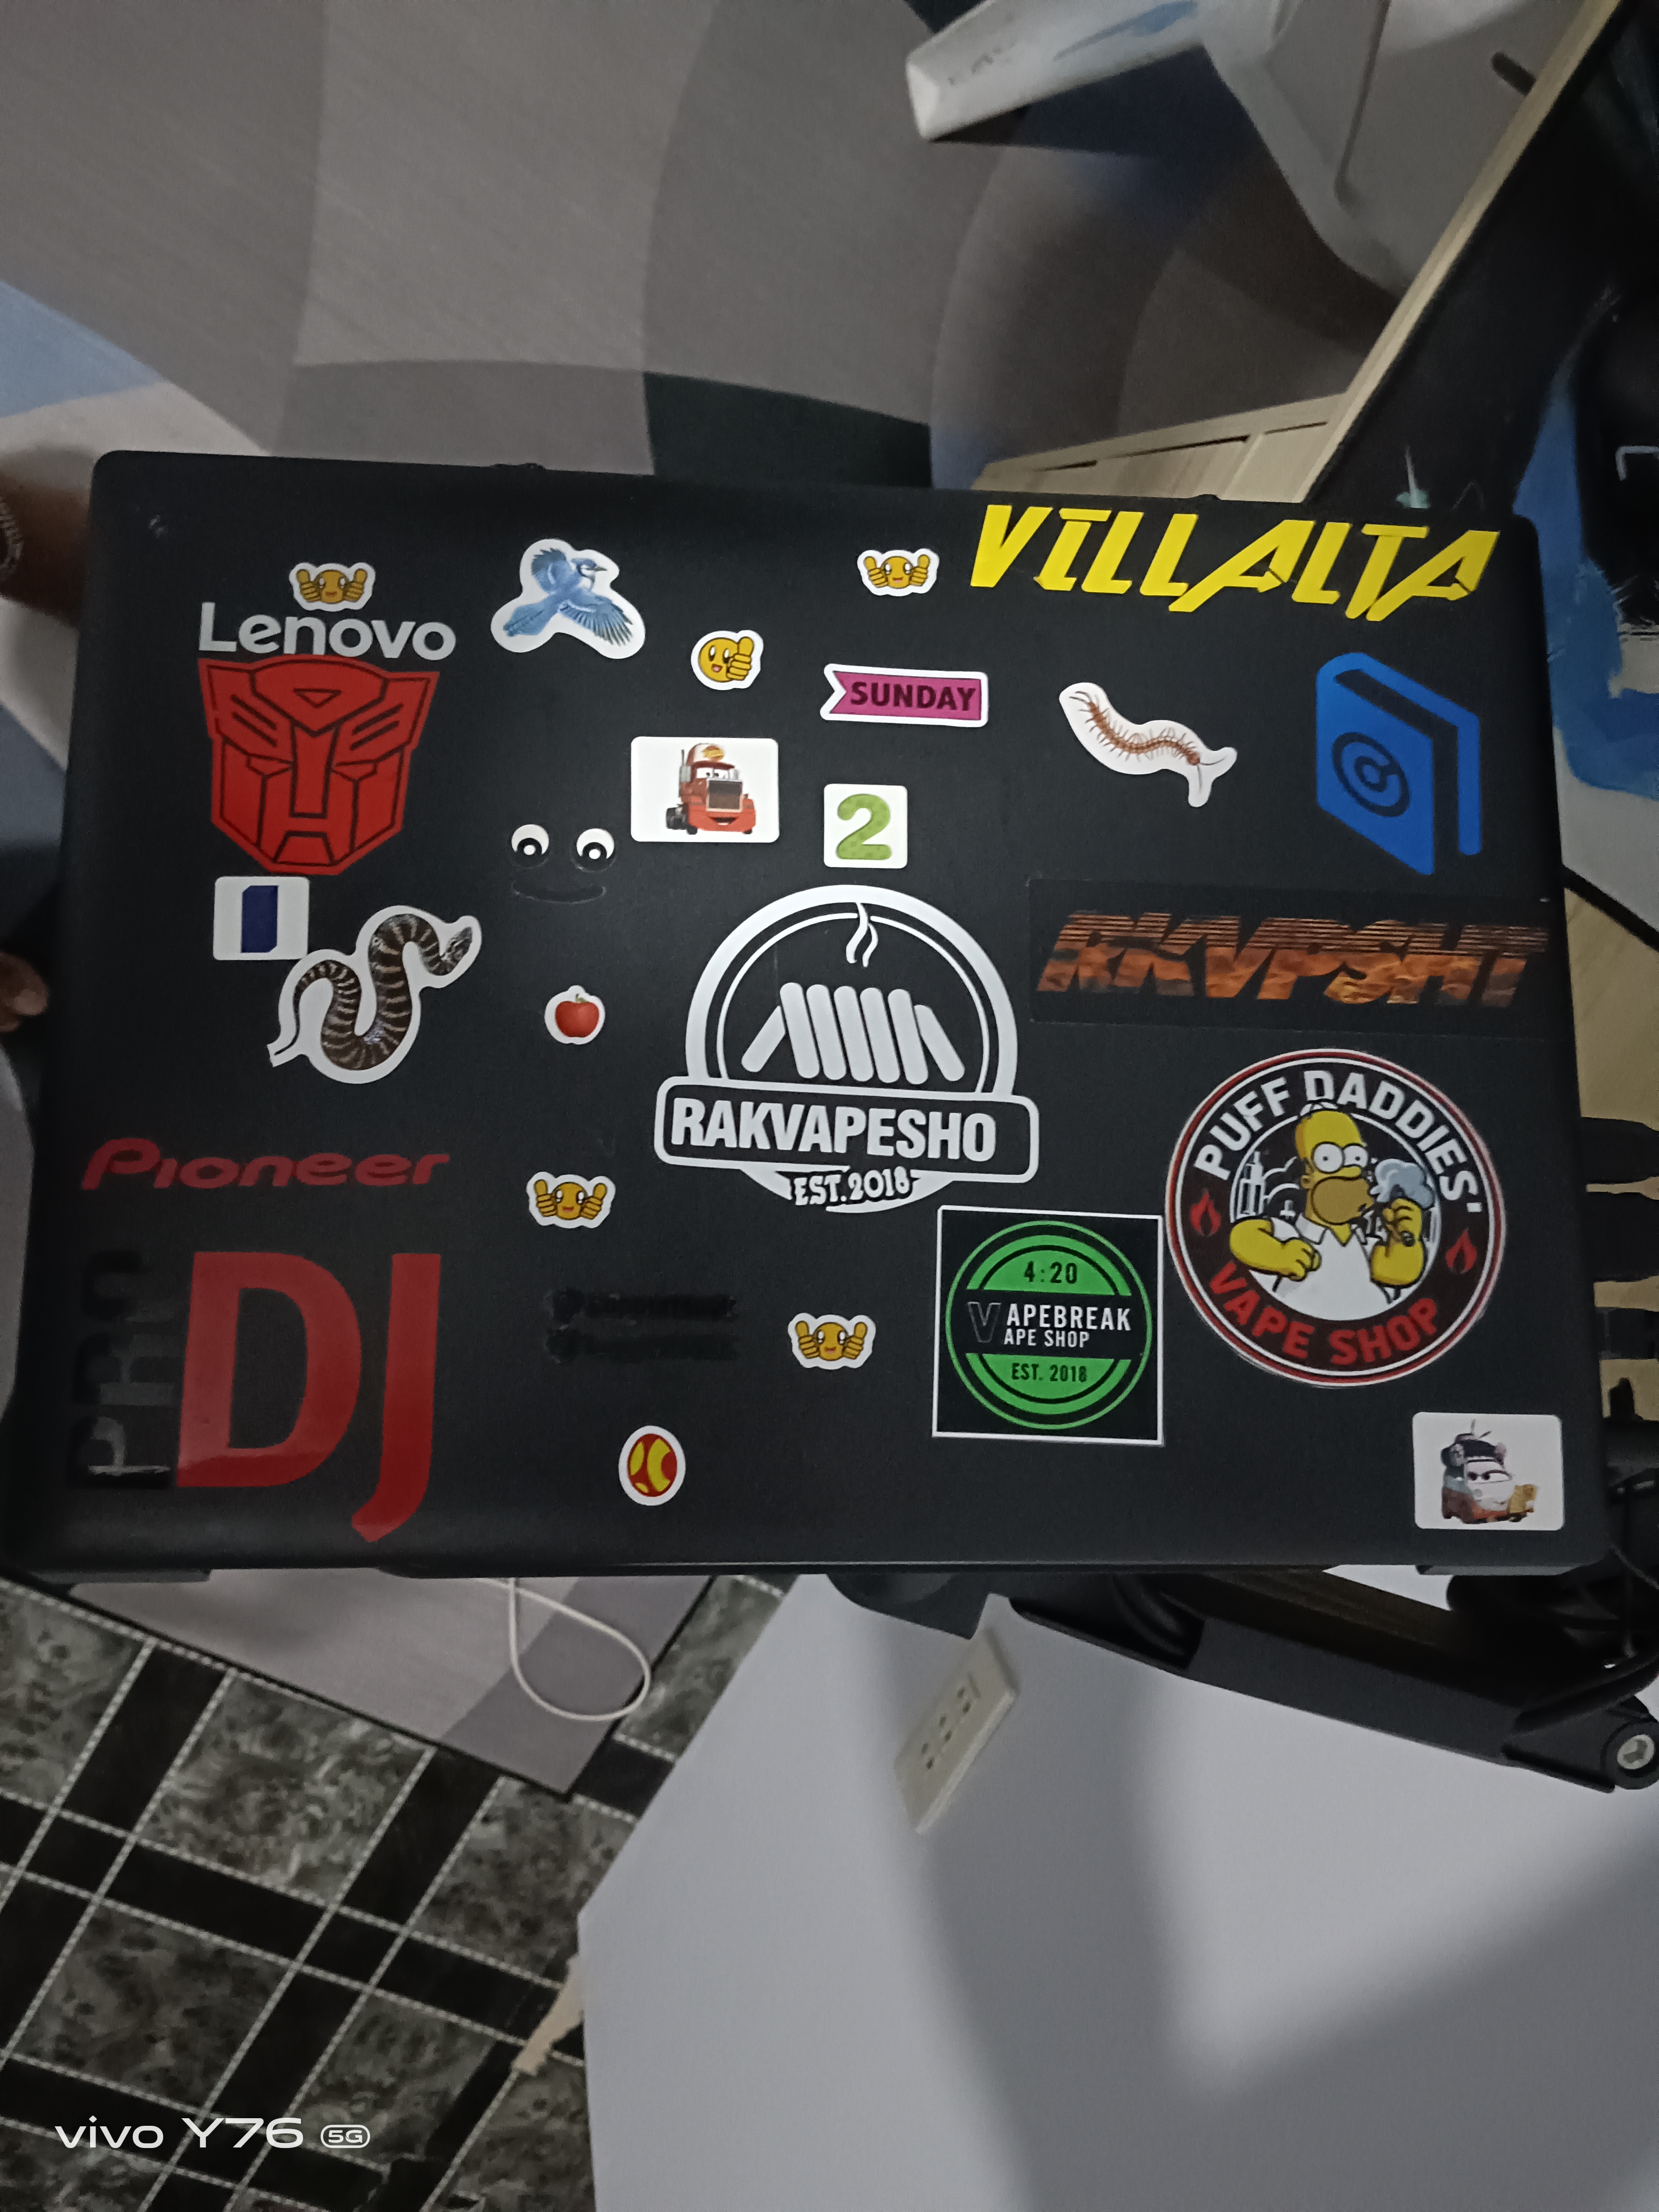 VILLALTA
Lenovo
SUNDAY
2
RKVPSHT
RAKVAPESHO
EST. 2018
PUFF DADDIES'
VAPE SHOP
Pioneer
PRO
DJ
4:20
VAPEBREAK
APE SHOP
EST. 2018
vivo Y76 5G